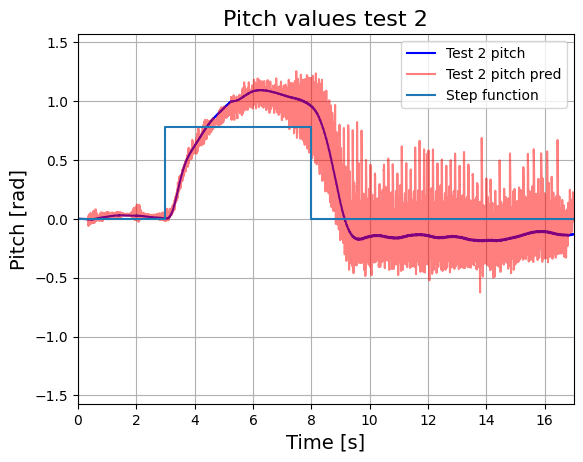 Pitch values test 2
Test 2 pitch
Test 2 pitch pred
Step function
1.5
1.0
0.5
0.0
−0.5
−1.0
−1.5
Pitch [rad]
0 2 4 6 8 10 12 14 16
Time [s]